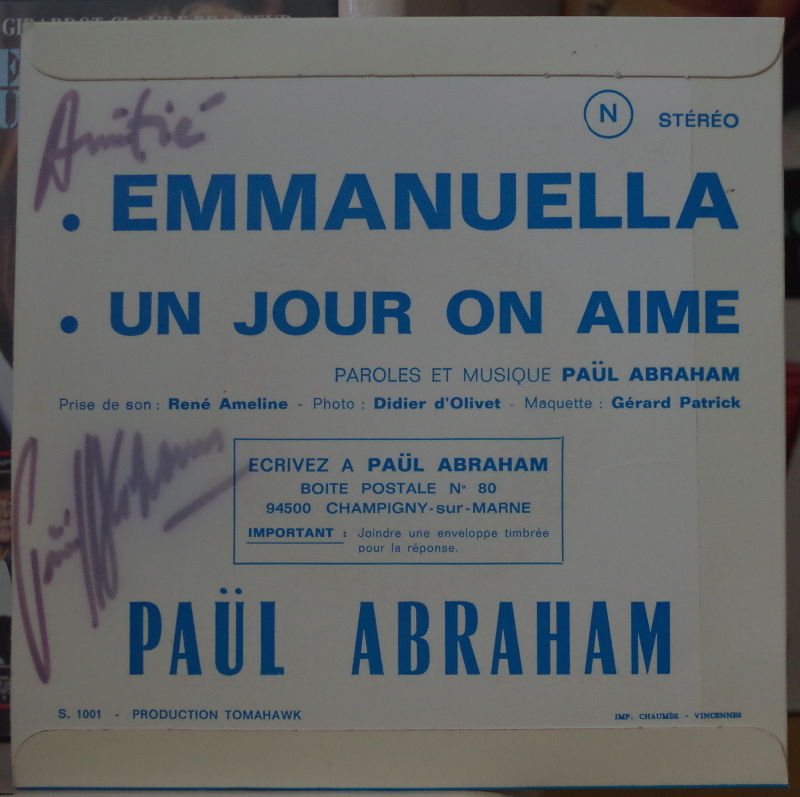 Amitié
N STÉRÉO
. EMMANUELLA
. UN JOUR ON AIME
PAROLES ET MUSIQUE PAÜL ABRAHAM
Prise de son : René Ameline - Photo : Didier d'Olivet - Maquette : Gérard Patrick
ECRIVEZ A PAÜL ABRAHAM
BOITE POSTALE N° 80
94500 CHAMPIGNY-sur-MARNE
IMPORTANT : Joindre une enveloppe timbrée
pour la réponse.
Paül Abraham
PAÜL ABRAHAM
S. 1001 - PRODUCTION TOMAHAWK
IMP. CHAUMÈS - VINCENNES